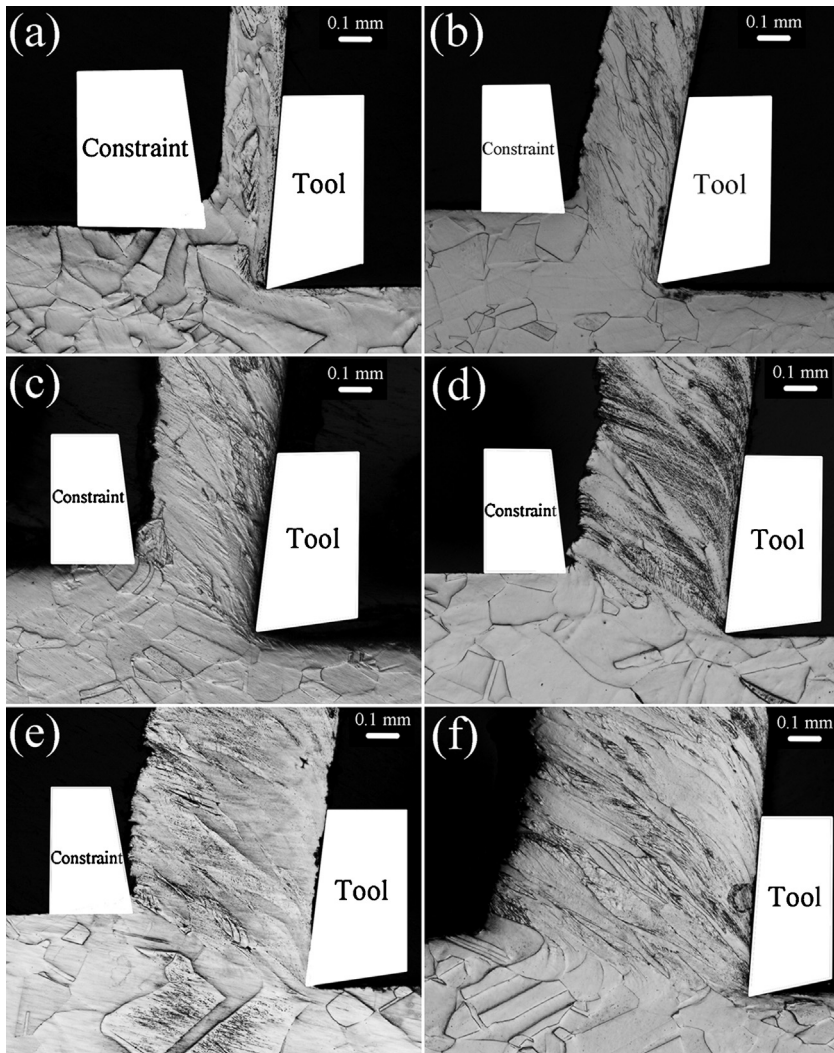 (a)
0.1 mm
Constraint
Tool
(b)
0.1 mm
Constraint
Tool
(c)
0.1 mm
Constraint
Tool
(d)
0.1 mm
Constraint
Tool
(e)
0.1 mm
Constraint
Tool
(f)
0.1 mm
Tool